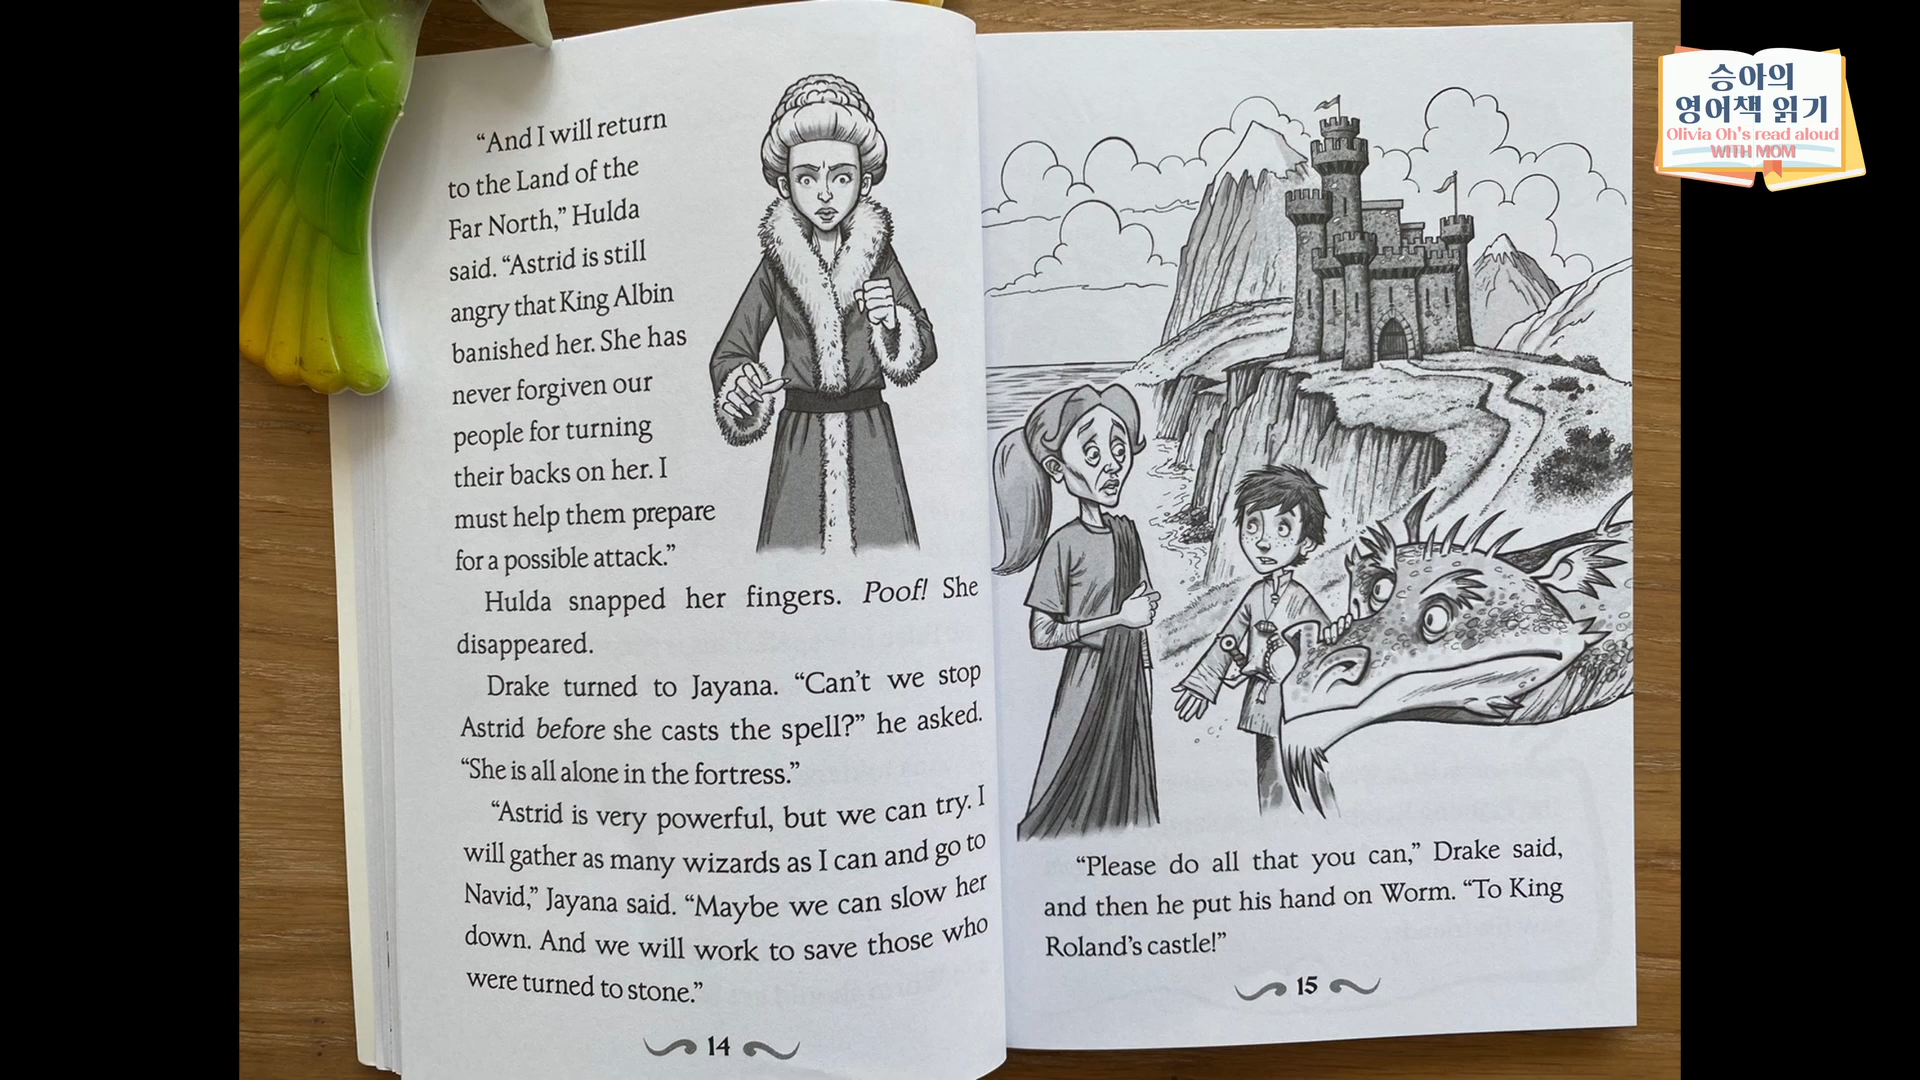 “And I will return
to the Land of the
Far North,” Hulda
said. “Astrid is still
angry that King Albin
banished her. She has
never forgiven our
people for turning
their backs on her. I
must help them prepare
for a possible attack.”
Hulda snapped her fingers. Poof! She
disappeared.
Drake turned to Jayana. “Can’t we stop
Astrid before she casts the spell?” he asked.
“She is all alone in the fortress.”
“Astrid is very powerful, but we can try. I
will gather as many wizards as I can and go to
Navid,” Jayana said. “Maybe we can slow her
down. And we will work to save those who
were turned to stone.”
14
“Please do all that you can,” Drake said,
and then he put his hand on Worm. “To King
Roland’s castle!”
15
승아의
영어책 읽기
Olivia Oh's read aloud
WITH MOM